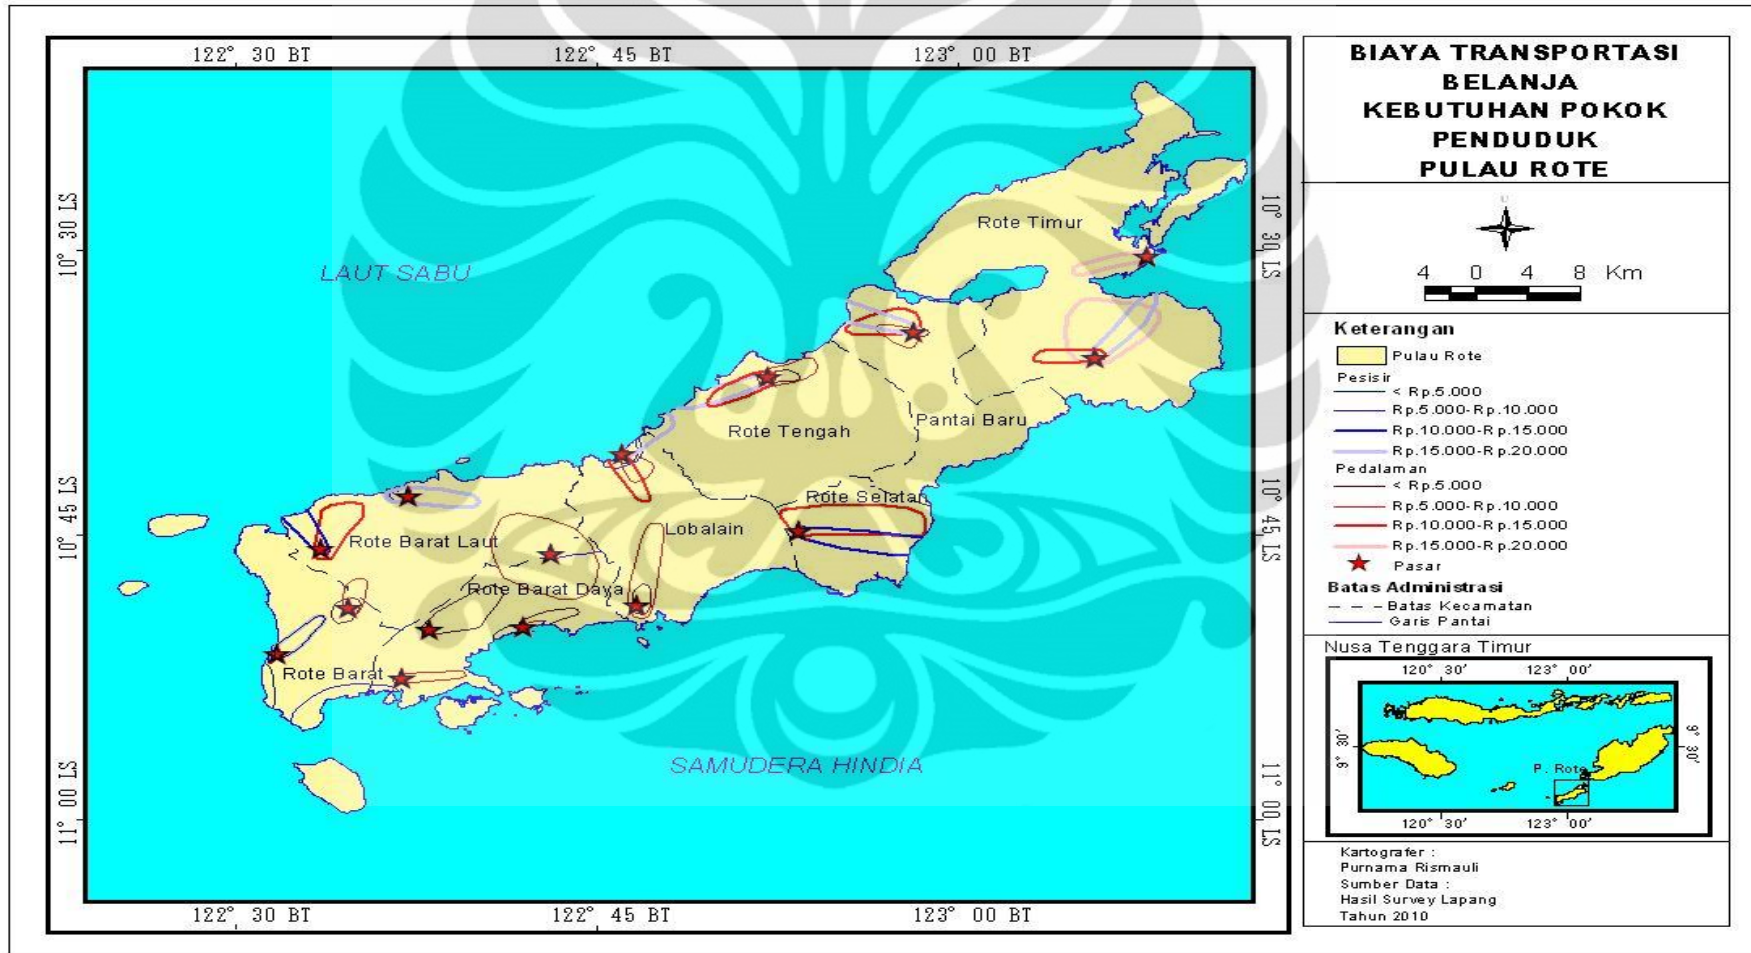 122° 30 BT
122° 45 BT
123° 00 BT
10° 30 LS
10° 30 LS
LAUT SABU
Rote Timur
Rote Tengah
Pantai Baru
10° 45 LS
10° 45 LS
Rote Selatan
Lobalain
Rote Barat Laut
Rote Barat Daya
Rote Barat
SAMUDERA HINDIA
11° 00 LS
11° 00 LS
122° 30 BT
122° 45 BT
123° 00 BT
BIAYA TRANSPORTASI
BELANJA
KEBUTUHAN POKOK
PENDUDUK
PULAU ROTE
4 0 4 8 Km
Keterangan
Pulau Rote
Pesisir
< Rp.5.000
Rp.5.000-Rp.10.000
Rp.10.000-Rp.15.000
Rp.15.000-Rp.20.000
Pedalaman
< Rp.5.000
Rp.5.000-Rp.10.000
Rp.10.000-Rp.15.000
Rp.15.000-Rp.20.000
Pasar
Batas Administrasi
Batas Kecamatan
Garis Pantai
Nusa Tenggara Timur
120° 30' 123° 00'
9° 30' 9° 30'
P. Rote
120° 30' 123° 00'
Kartografer :
Purnama Rismauli
Sumber Data :
Hasil Survey Lapang
Tahun 2010